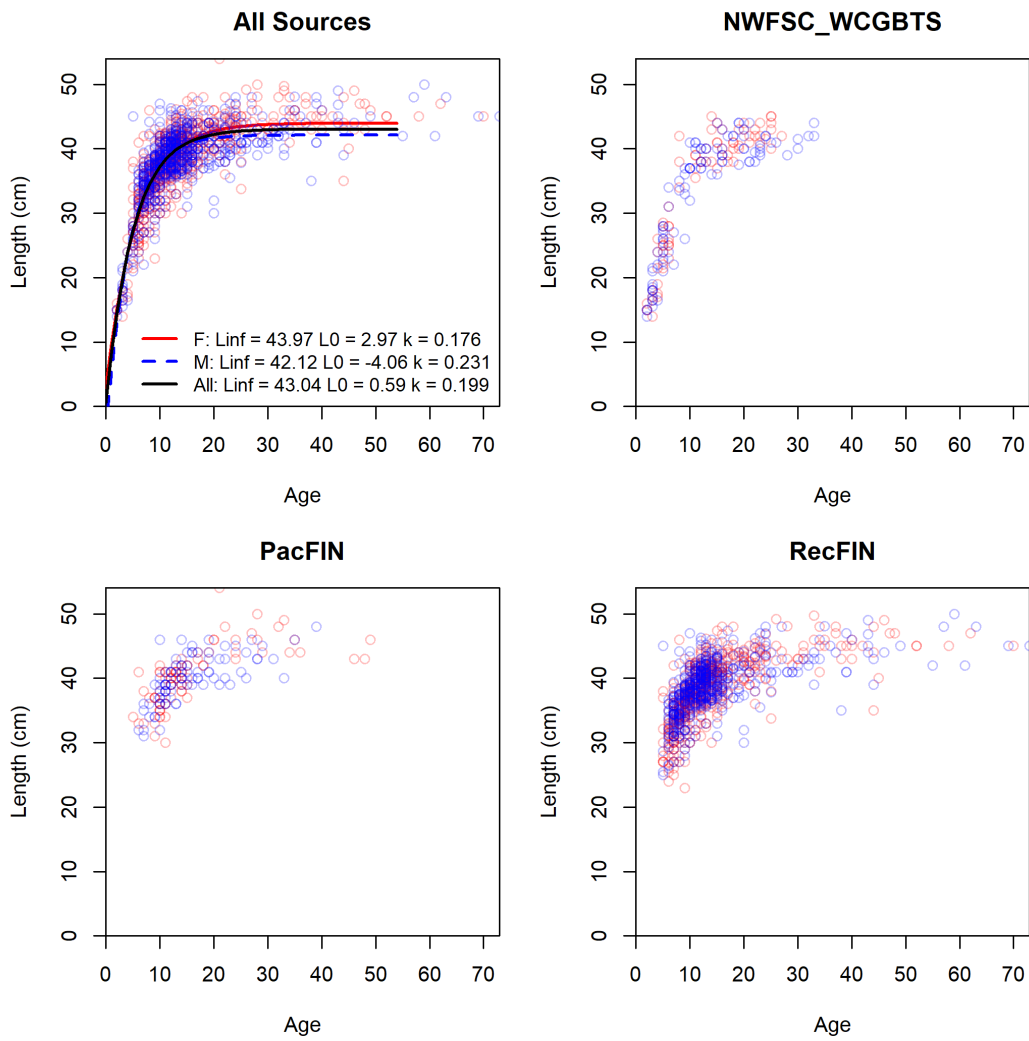 All Sources
Length (cm)
0 10 20 30 40 50
F: Linf = 43.97 L0 = 2.97 k = 0.176
M: Linf = 42.12 L0 = -4.06 k = 0.231
All: Linf = 43.04 L0 = 0.59 k = 0.199
0 10 20 30 40 50 60 70
Age
NWFSC_WCGBTS
Length (cm)
0 10 20 30 40 50
0 10 20 30 40 50 60 70
Age
PacFIN
Length (cm)
0 10 20 30 40 50
0 10 20 30 40 50 60 70
Age
RecFIN
Length (cm)
0 10 20 30 40 50
0 10 20 30 40 50 60 70
Age